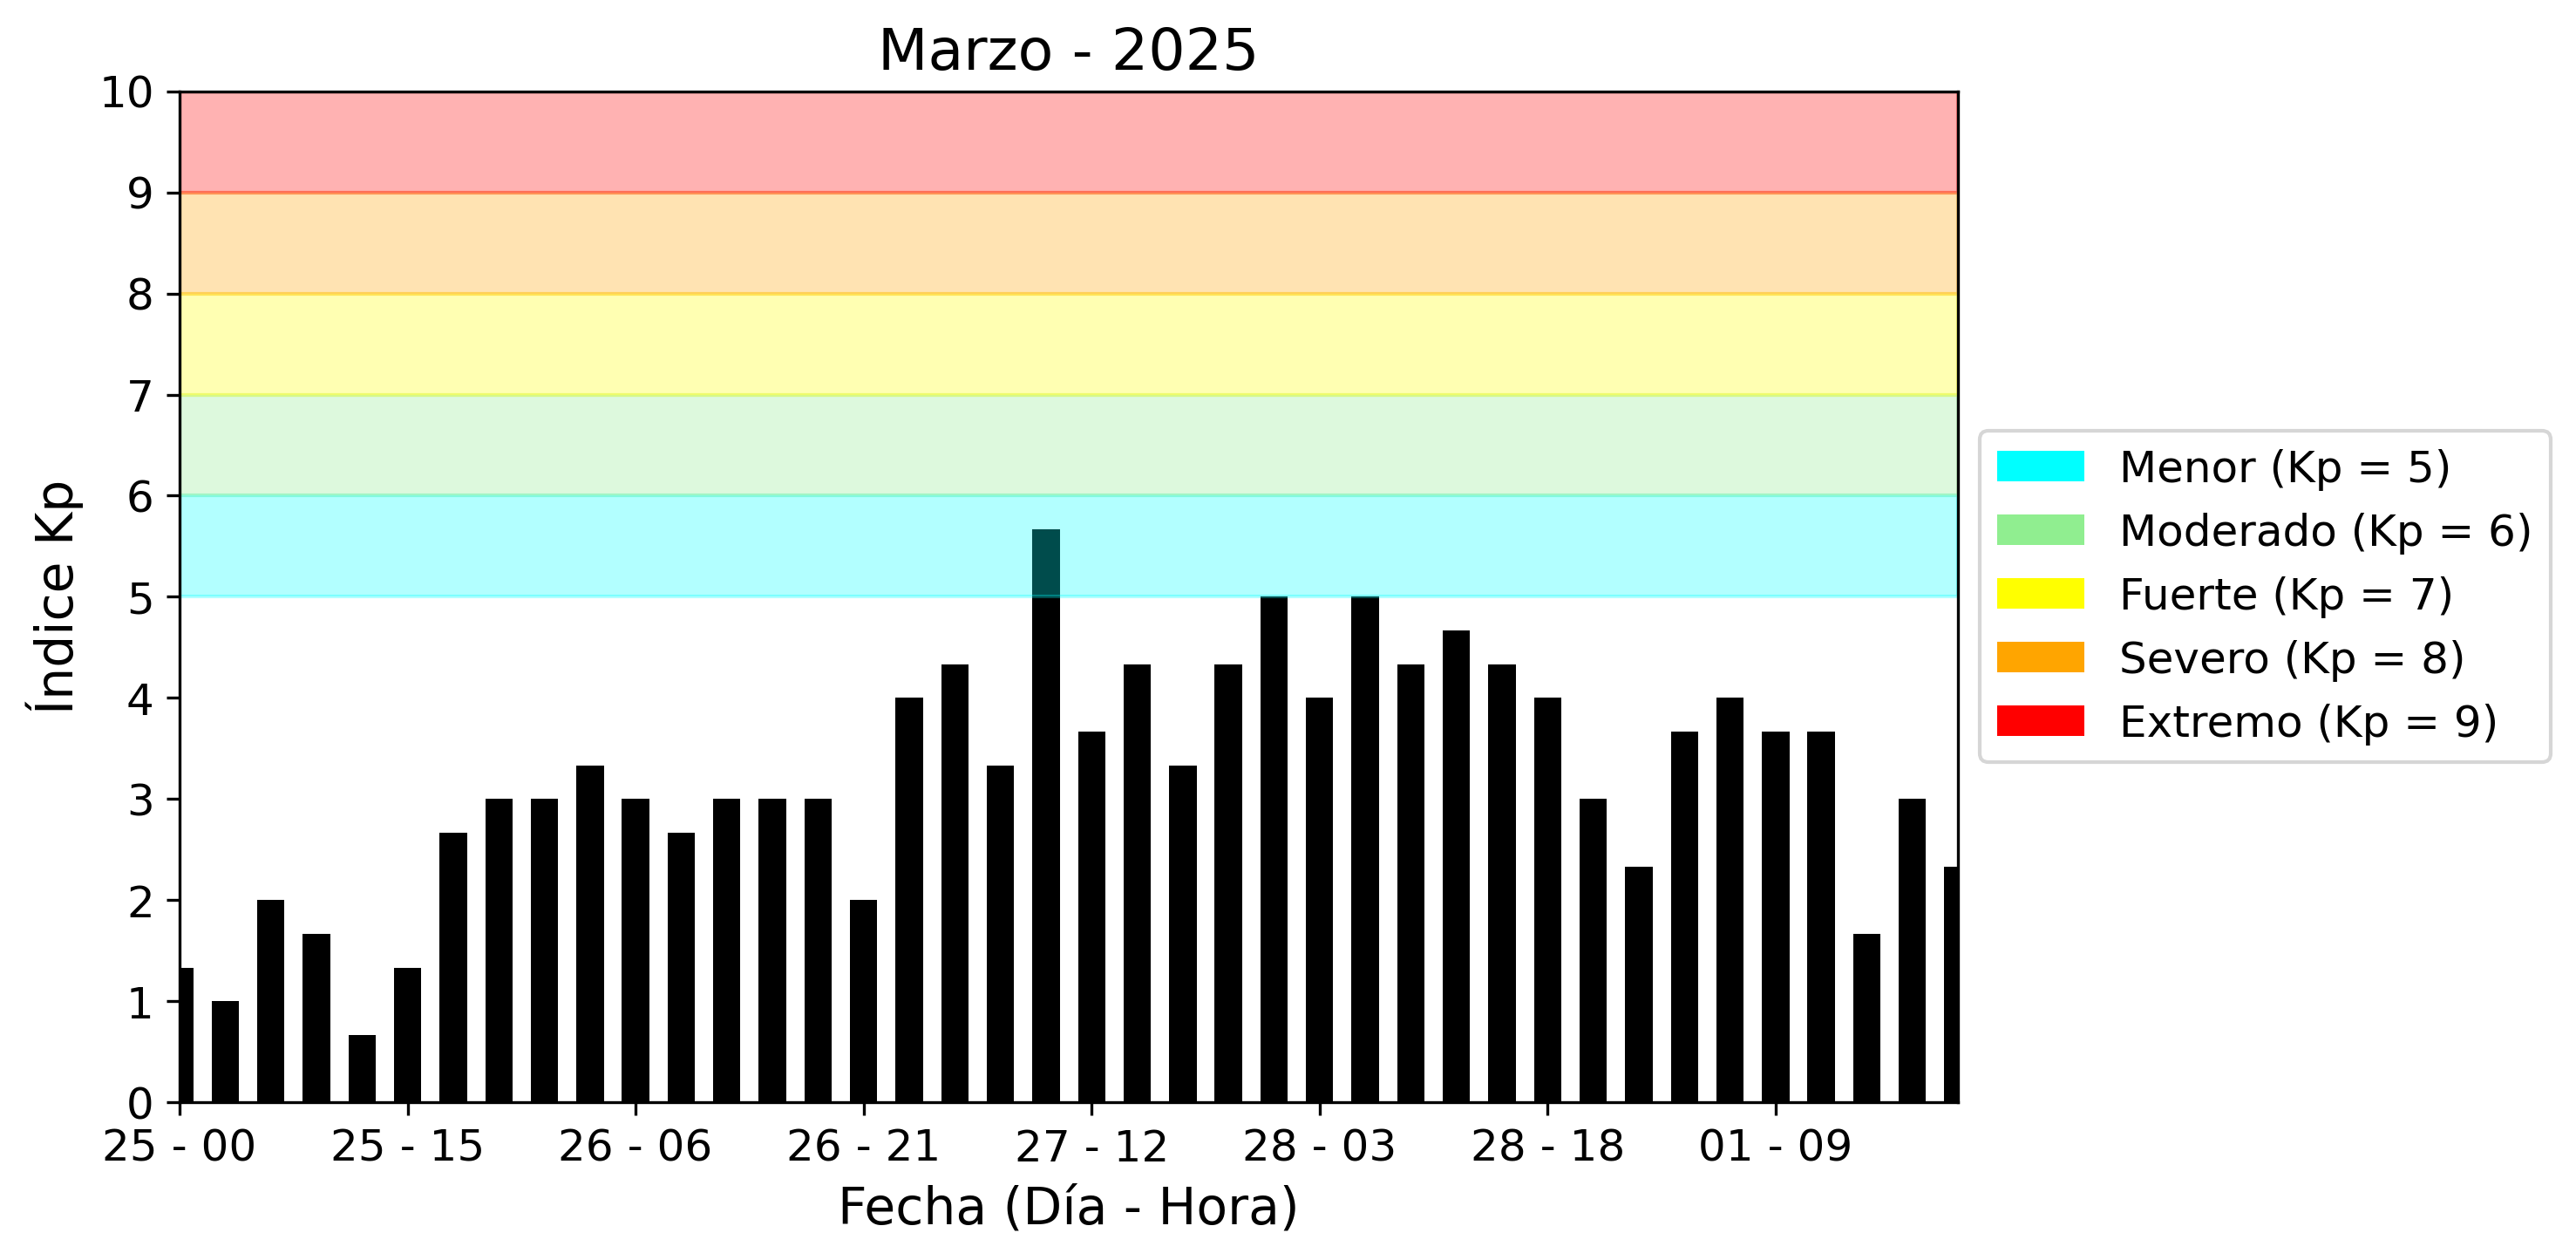 Marzo - 2025
10
9
8
7
6
5
4
3
2
1
0
Índice Kp
25 - 00
25 - 15
26 - 06
26 - 21
27 - 12
28 - 03
28 - 18
01 - 09
Fecha (Día - Hora)
Menor (Kp = 5)
Moderado (Kp = 6)
Fuerte (Kp = 7)
Severo (Kp = 8)
Extremo (Kp = 9)